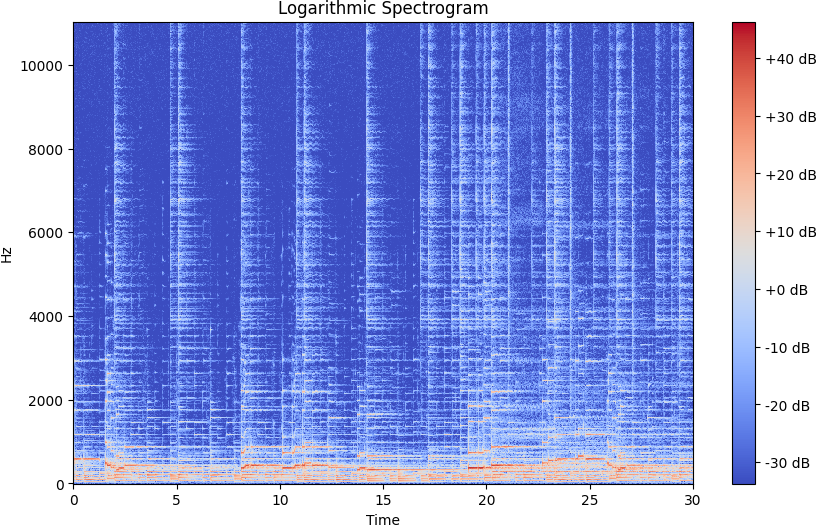 Logarithmic Spectrogram
Hz
10000
8000
6000
4000
2000
0
0 5 10 15 20 25 30
Time
+40 dB
+30 dB
+20 dB
+10 dB
+0 dB
-10 dB
-20 dB
-30 dB